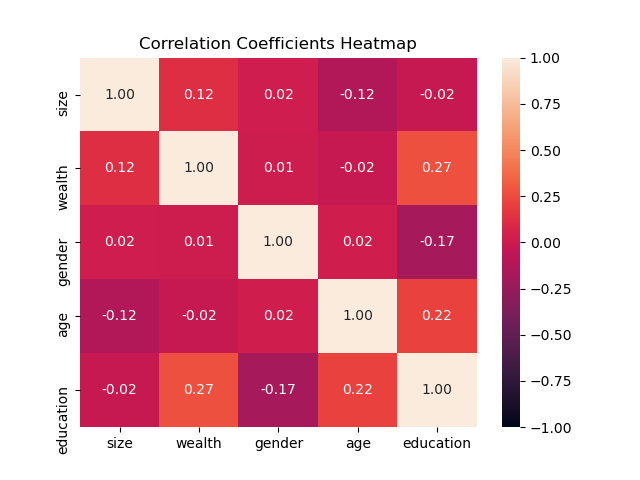 Correlation Coefficients Heatmap
size 1.00 0.12 0.02 -0.12 -0.02
wealth 0.12 1.00 0.01 -0.02 0.27
gender 0.02 0.01 1.00 0.02 -0.17
age -0.12 -0.02 0.02 1.00 0.22
education -0.02 0.27 -0.17 0.22 1.00
size wealth gender age education
1.00
0.75
0.50
0.25
0.00
−0.25
−0.50
−0.75
−1.00